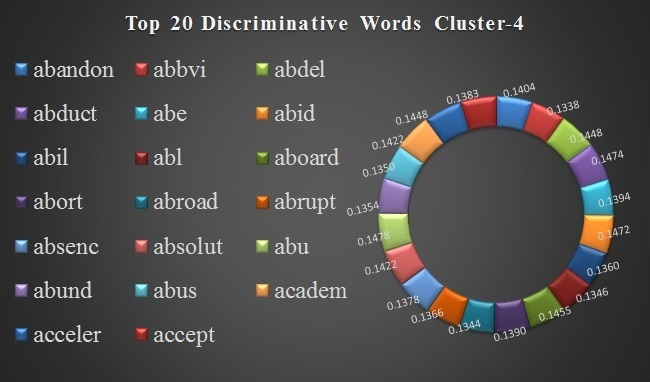 Top 20 Discriminative Words Cluster-4
abandon abbvi abdel
abduct abe abid
abil abl aboard
abort abroad abrupt
absenc absolut abu
abund abus academ
acceler accept
0.1404
0.1338
0.1448
0.1474
0.1394
0.1472
0.1360
0.1346
0.1455
0.1390
0.1344
0.1366
0.1378
0.1422
0.1478
0.1354
0.1350
0.1422
0.1448
0.1383